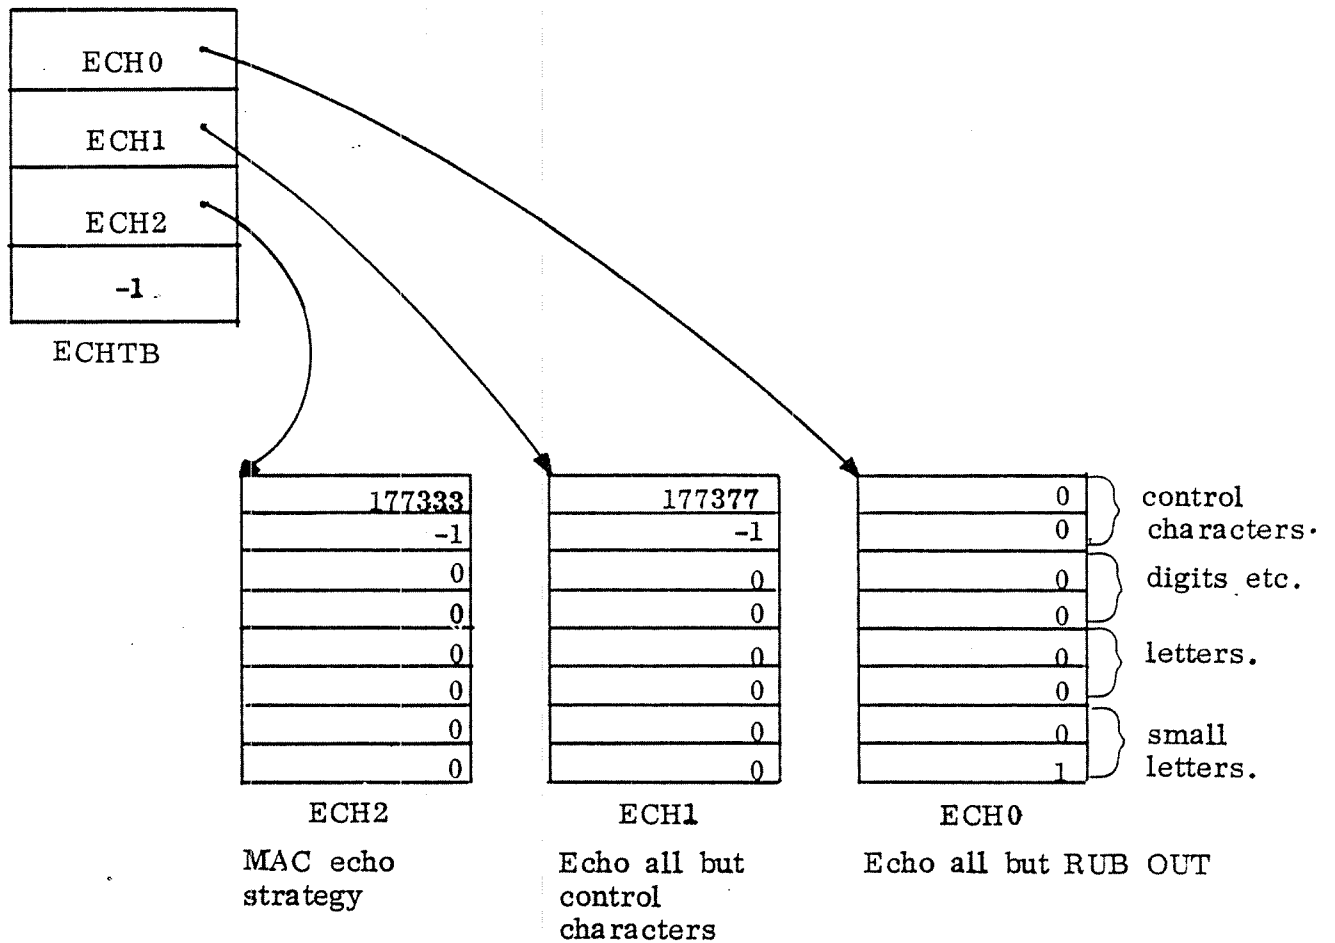 ECH0
ECH1
ECH2
-1
ECHTB
177333
-1
0
0
0
0
0
0
ECH2
MAC echo
strategy
177377
-1
0
0
0
0
0
0
ECH1
Echo all but
control
characters
0
0
0
0
0
0
0
1
ECH0
Echo all but RUB OUT
control
characters.
digits etc.
letters.
small
letters.